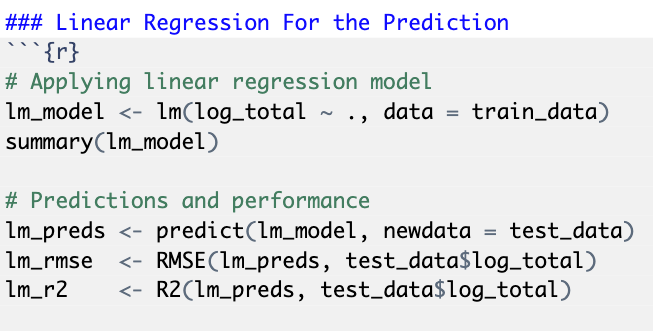 ### Linear Regression For the Prediction
```{r}
# Applying linear regression model
lm_model <- lm(log_total ~ ., data = train_data)
summary(lm_model)

# Predictions and performance
lm_preds <- predict(lm_model, newdata = test_data)
lm_rmse  <- RMSE(lm_preds, test_data$log_total)
lm_r2    <- R2(lm_preds, test_data$log_total)